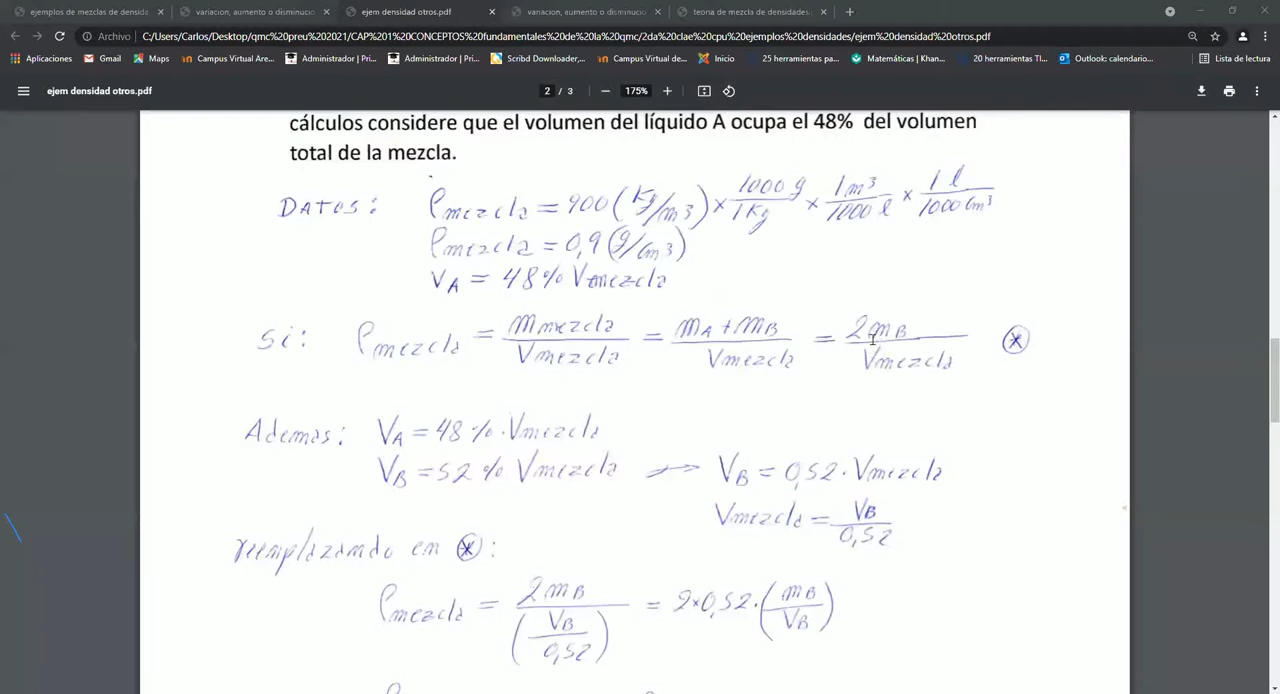 ejemplos de mezclas de densida
variacion, aumento o disminucio
ejem densidad otros.pdf
variacion, aumento o disminucio
teoria de mezcla de densidades.
Archivo
C:/Users/Carlos/Desktop/qmc%20preu%202021/CAP%201%20CONCEPTOS%20fundamentales%20de%20la%20qmc/2da%20clae%20cpu%20ejemplos%20densidades/ejem%20densidad%20otros.pdf
Aplicaciones Gmail Maps Campus Virtual Are... Administrador | Pri... Administrador | Pri... Scribd Downloader,... Campus Virtual de... Inicio 25 herramientas pa... Matemáticas | Khan... 20 herramientas TI... Outlook: calendario... Lista de lectura
ejem densidad otros.pdf 2 / 3 175%
cálculos considere que el volumen del líquido A ocupa el 48% del volumen
total de la mezcla.
DATOS: ρmezcla = 900 (Kg/m3) × 1000 g / 1 Kg × 1 m3 / 1000 l × 1 l / 1000 cm3
ρmezcla = 0,9 (g/cm3)
VA = 48 % Vmezcla
Si: ρmezcla = mmezcla / Vmezcla = mA + mB / Vmezcla = 2mB / Vmezcla (*)
Ademas: VA = 48 % · Vmezcla
VB = 52 % Vmezcla → VB = 0,52 · Vmezcla
Vmezcla = VB / 0,52
reemplazando en (*) :
ρmezcla = 2mB / (VB / 0,52) = 2×0,52 · (mB / VB)